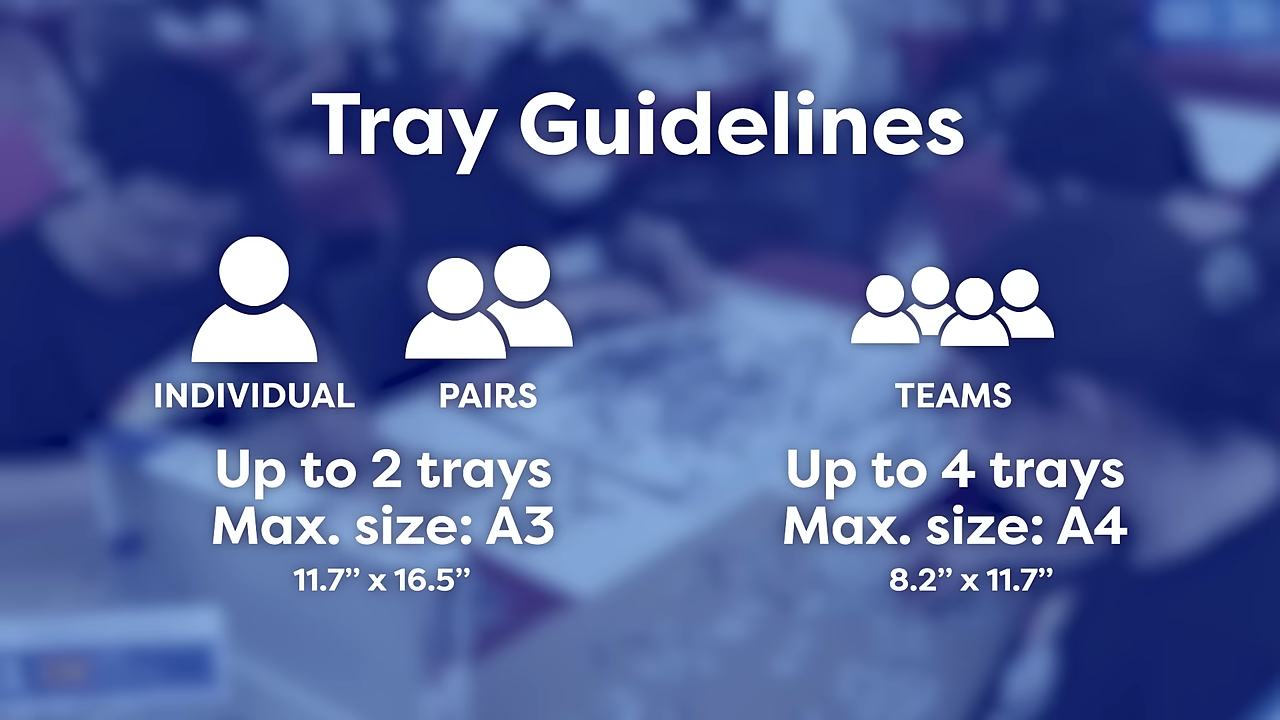 Tray Guidelines
INDIVIDUAL
PAIRS
Up to 2 trays
Max. size: A3
11.7” x 16.5”
TEAMS
Up to 4 trays
Max. size: A4
8.2” x 11.7”